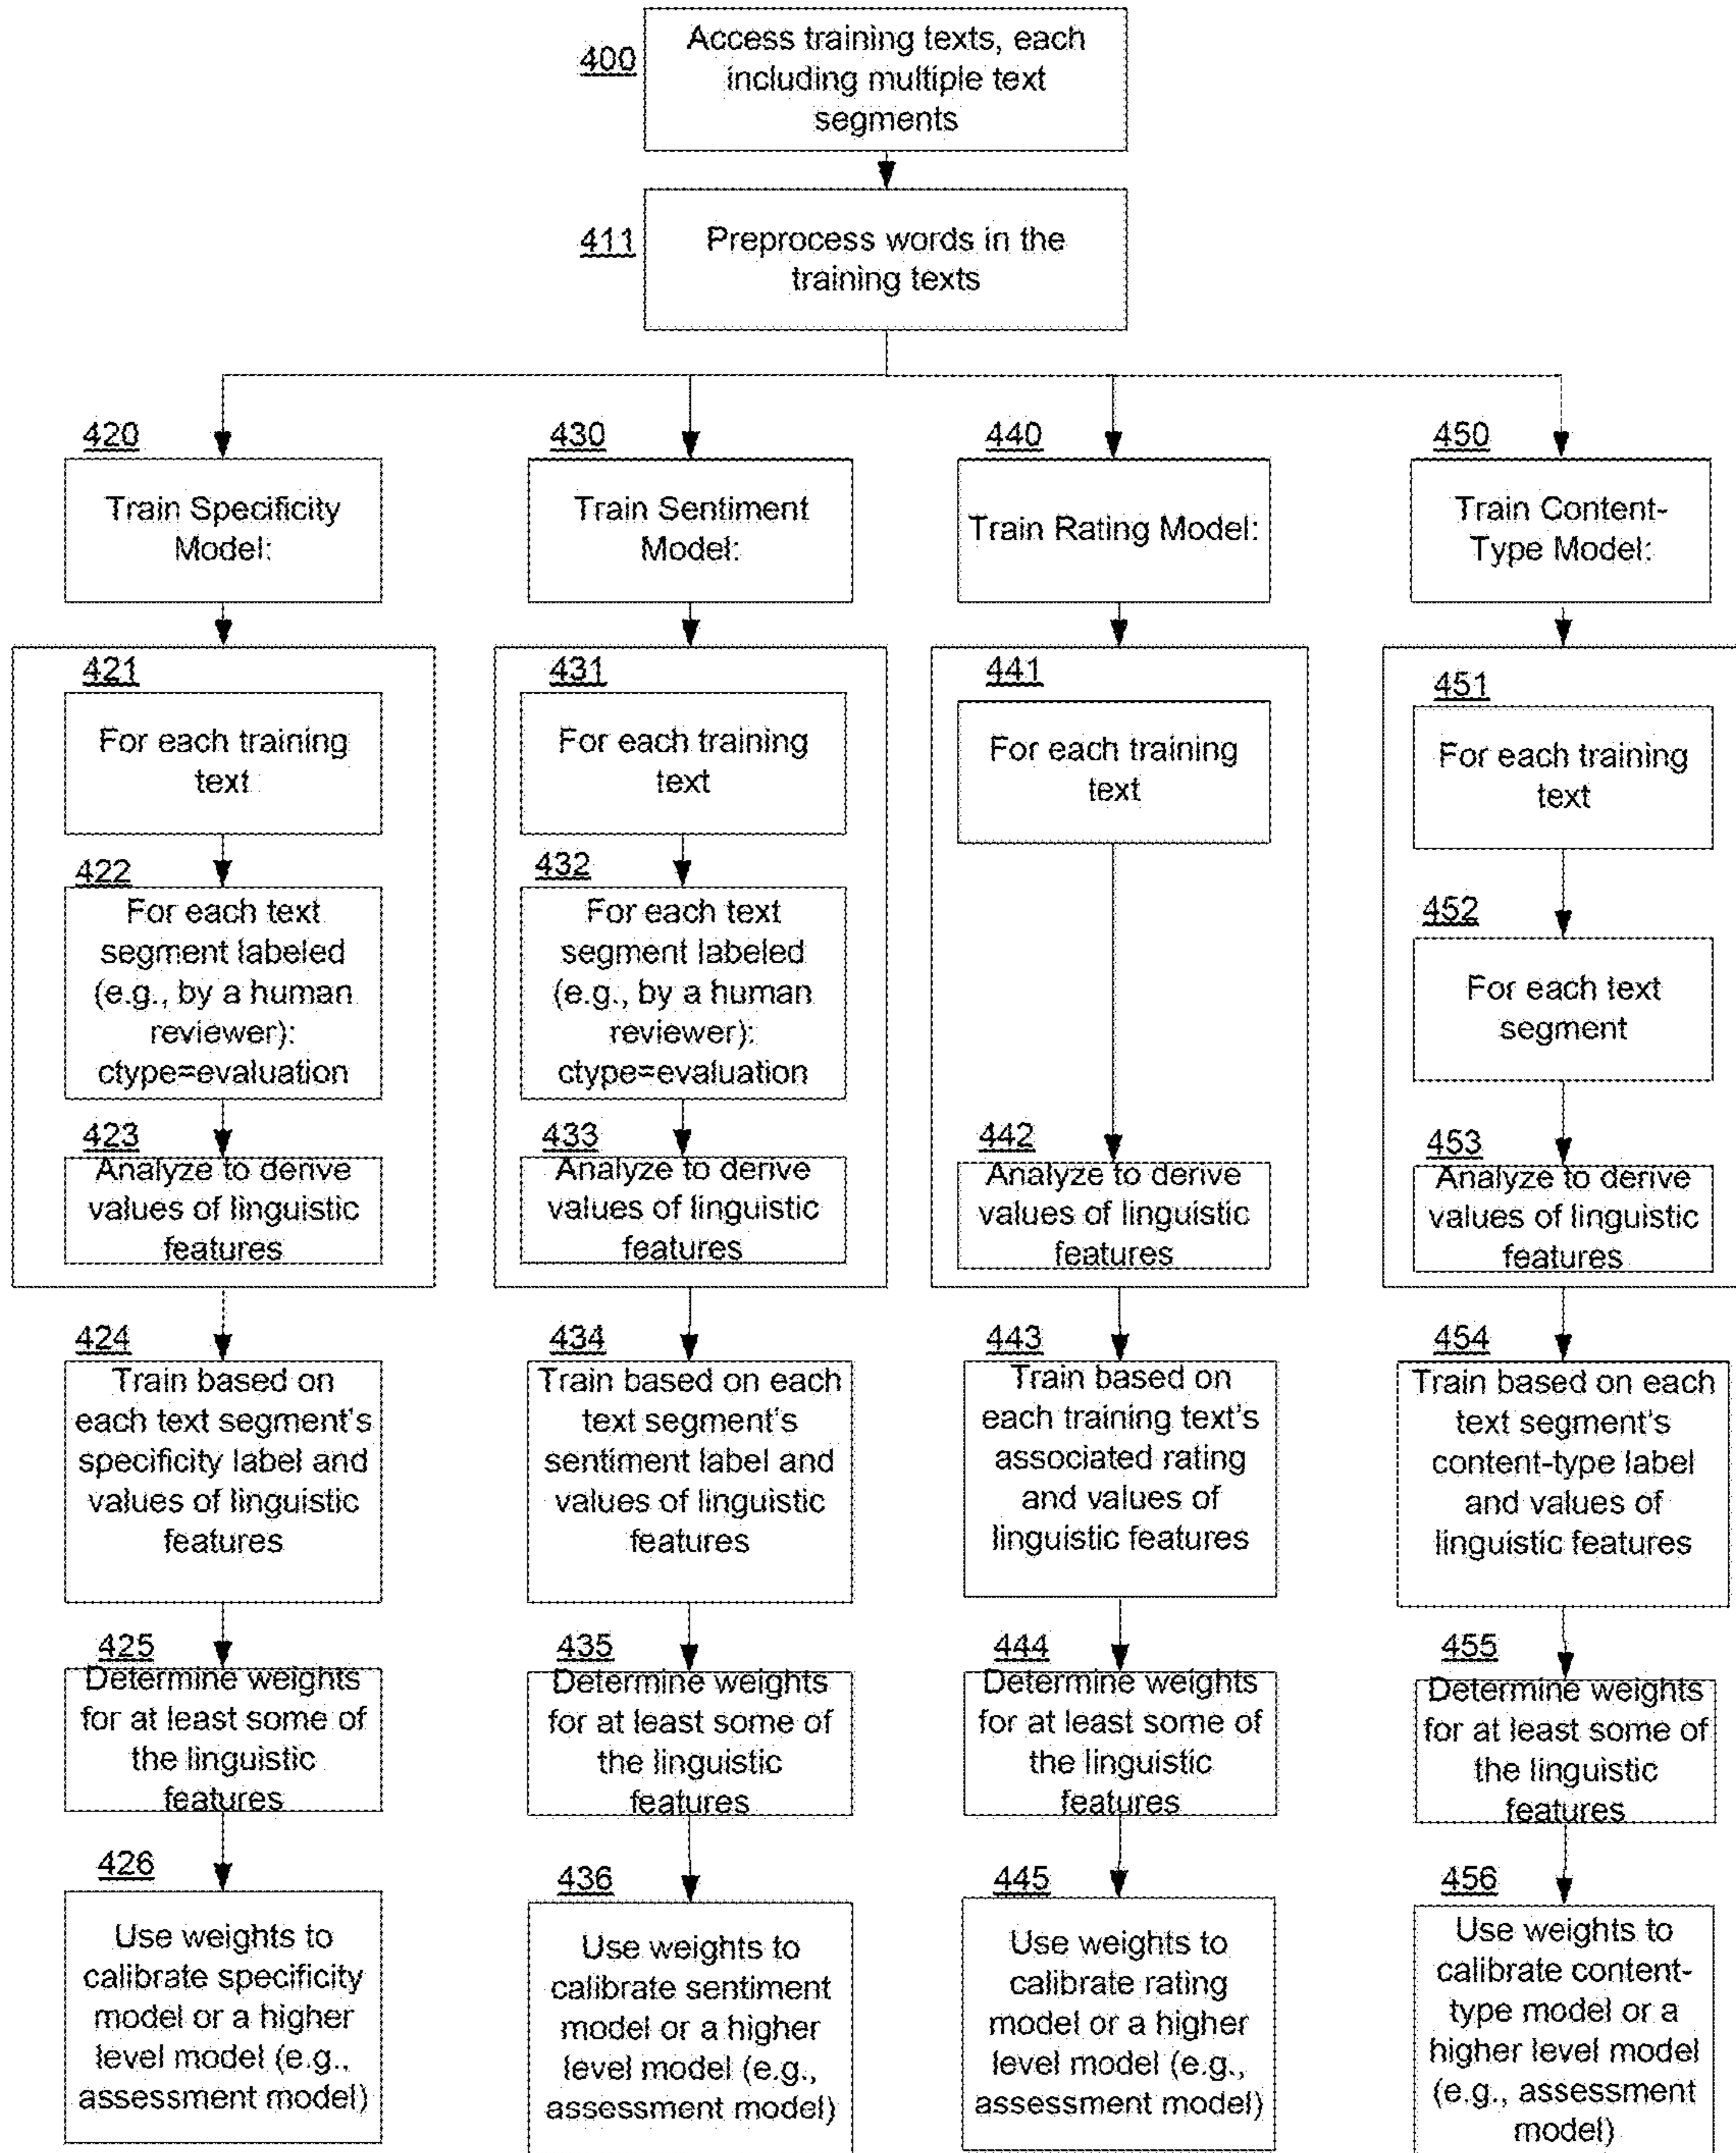 400
Access training texts, each
including multiple text
segments
411
Preprocess words in the
training texts
420
Train Specificity
Model:
421
For each training
text
422
For each text
segment labeled
(e.g., by a human
reviewer):
ctype=evaluation
423
Analyze to derive
values of linguistic
features
424
Train based on
each text segment's
specificity label and
values of linguistic
features
425
Determine weights
for at least some of
the linguistic
features
426
Use weights to
calibrate specificity
model or a higher
level model (e.g.,
assessment model)
430
Train Sentiment
Model:
431
For each training
text
432
For each text
segment labeled
(e.g., by a human
reviewer):
ctype=evaluation
433
Analyze to derive
values of linguistic
features
434
Train based on each
text segment's
sentiment label and
values of linguistic
features
435
Determine weights
for at least some of
the linguistic
features
436
Use weights to
calibrate sentiment
model or a higher
level model (e.g.,
assessment model)
440
Train Rating Model:
441
For each training
text
442
Analyze to derive
values of linguistic
features
443
Train based on
each training text's
associated rating
and values of
linguistic features
444
Determine weights
for at least some of
the linguistic
features
445
Use weights to
calibrate rating
model or a higher
level model (e.g.,
assessment model)
450
Train Content-
Type Model:
451
For each training
text
452
For each text
segment
453
Analyze to derive
values of linguistic
features
454
Train based on each
text segment's
content-type label
and values of
linguistic features
455
Determine weights
for at least some of
the linguistic
features
456
Use weights to
calibrate content-
type model or a
higher level model
(e.g., assessment
model)